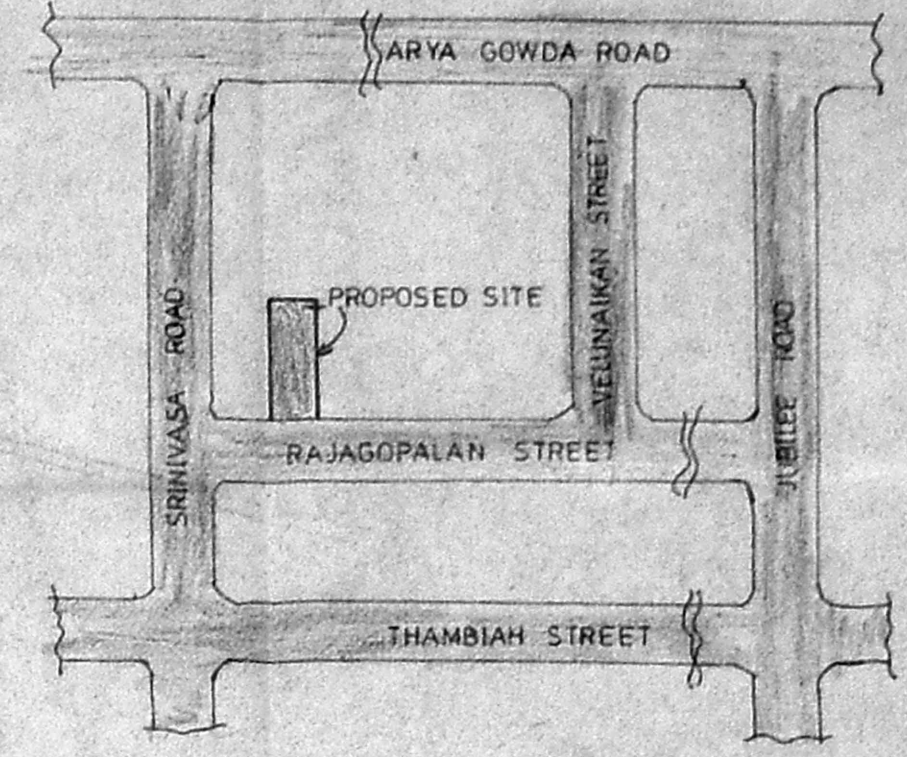 ARYA GOWDA ROAD
VELUNAIKAN STREET
PROPOSED SITE
SRINIVASA ROAD
JUBILEE ROAD
RAJAGOPALAN STREET
THAMBIAH STREET